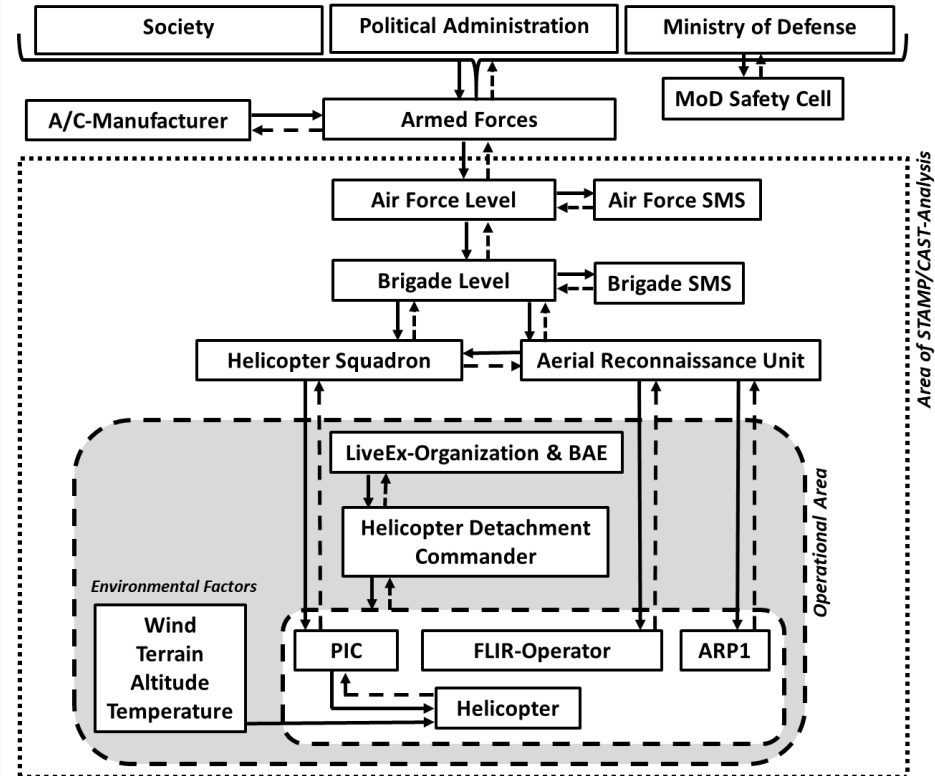 Society
Political Administration
Ministry of Defense
MoD Safety Cell
A/C-Manufacturer
Armed Forces
Area of STAMP/CAST-Analysis
Air Force Level
Air Force SMS
Brigade Level
Brigade SMS
Helicopter Squadron
Aerial Reconnaissance Unit
LiveEx-Organization & BAE
Operational Area
Helicopter Detachment
Commander
Environmental Factors
Wind
Terrain
Altitude
Temperature
PIC
FLIR-Operator
ARP1
Helicopter